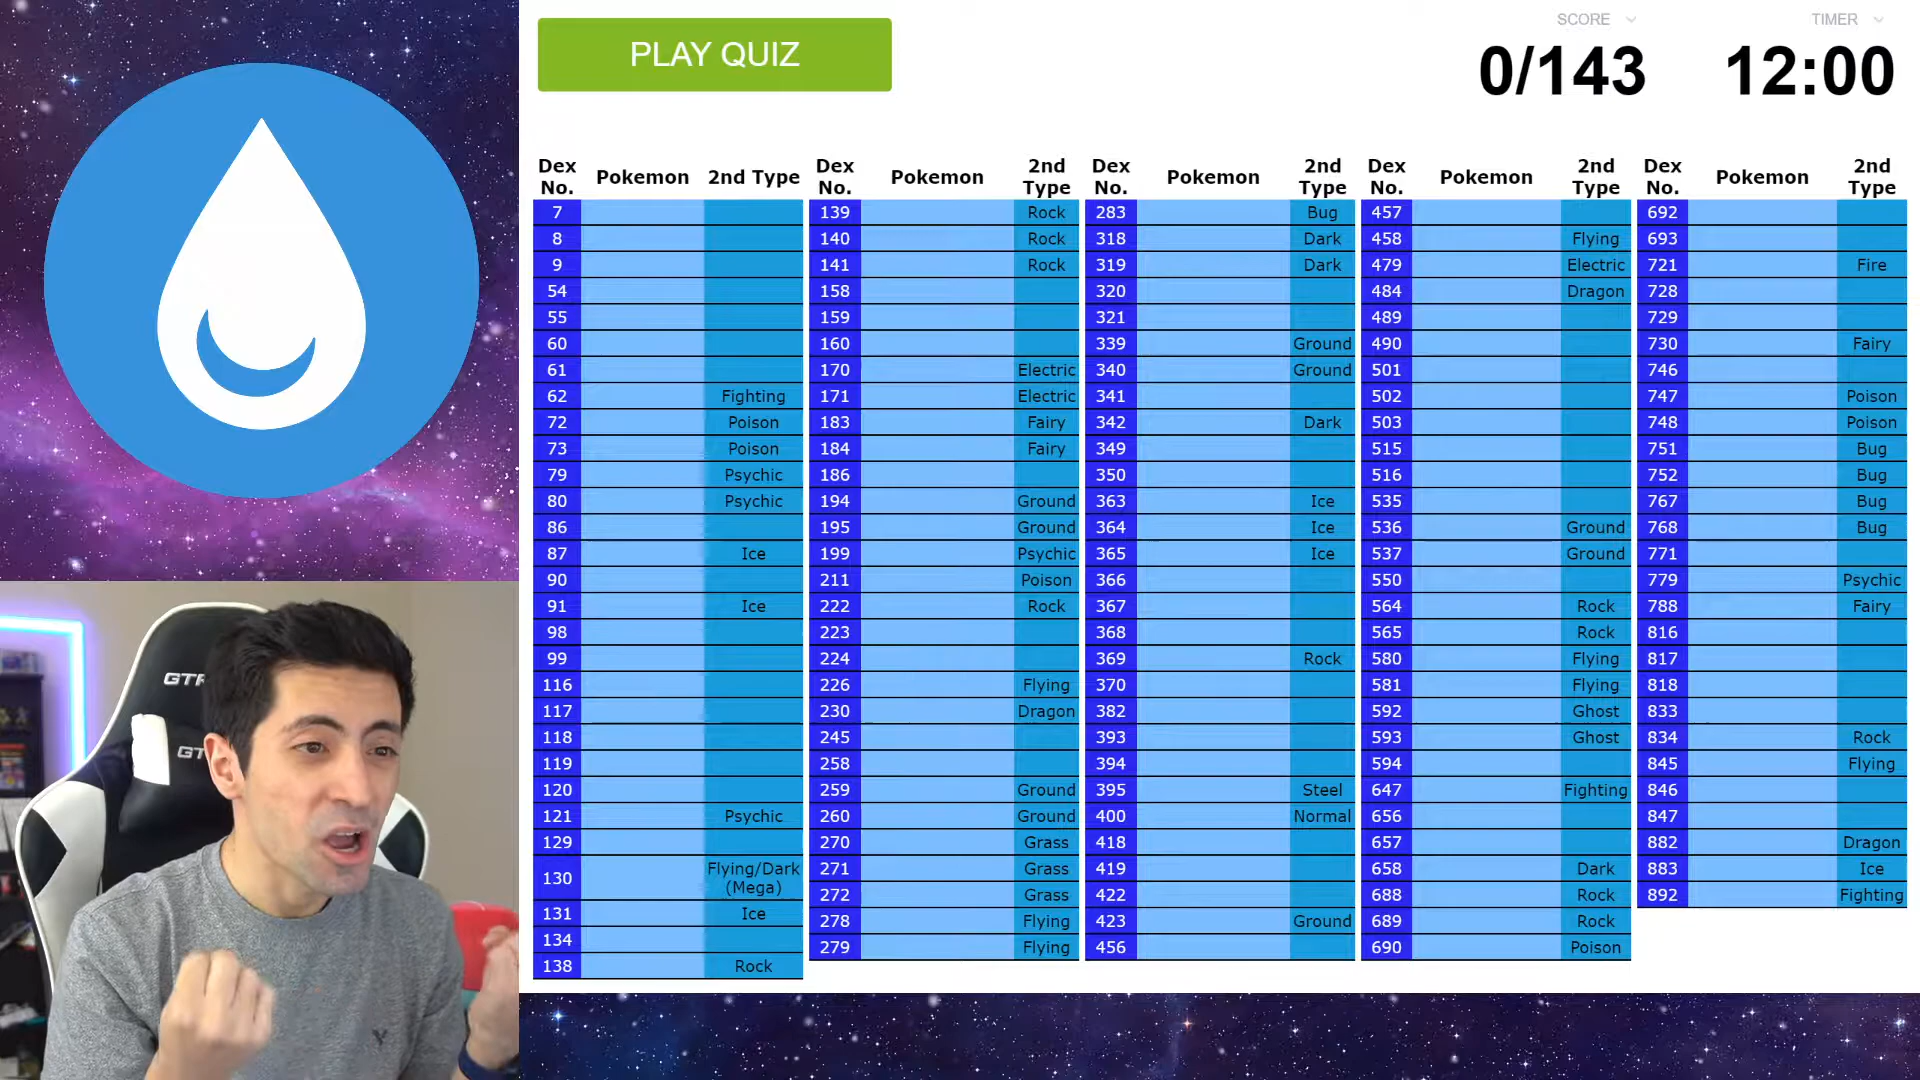 PLAY QUIZ
SCORE
TIMER
0/143
12:00
Dex No. Pokemon 2nd Type
7
8
9
54
55
60
61
62 Fighting
72 Poison
73 Poison
79 Psychic
80 Psychic
86
87 Ice
90
91 Ice
98
99
116
117
118
119
120
121 Psychic
129
130 Flying/Dark (Mega)
131 Ice
134
138 Rock
Dex No. Pokemon 2nd Type
139 Rock
140 Rock
141 Rock
158
159
160
170 Electric
171 Electric
183 Fairy
184 Fairy
186
194 Ground
195 Ground
199 Psychic
211 Poison
222 Rock
223
224
226 Flying
230 Dragon
245
258
259 Ground
260 Ground
270 Grass
271 Grass
272 Grass
278 Flying
279 Flying
Dex No. Pokemon 2nd Type
283 Bug
318 Dark
319 Dark
320
321
339 Ground
340 Ground
341
342 Dark
349
350
363 Ice
364 Ice
365 Ice
366
367
368
369 Rock
370
382
393
394
395 Steel
400 Normal
418
419
422
423 Ground
456
Dex No. Pokemon 2nd Type
457
458 Flying
479 Electric
484 Dragon
489
490
501
502
503
515
516
535
536 Ground
537 Ground
550
564 Rock
565 Rock
580 Flying
581 Flying
592 Ghost
593 Ghost
594
647 Fighting
656
657
658 Dark
688 Rock
689 Rock
690 Poison
Dex No. Pokemon 2nd Type
692
693
721 Fire
728
729
730 Fairy
746
747 Poison
748 Poison
751 Bug
752 Bug
767 Bug
768 Bug
771
779 Psychic
788 Fairy
816
817
818
833
834 Rock
845 Flying
846
847
882 Dragon
883 Ice
892 Fighting